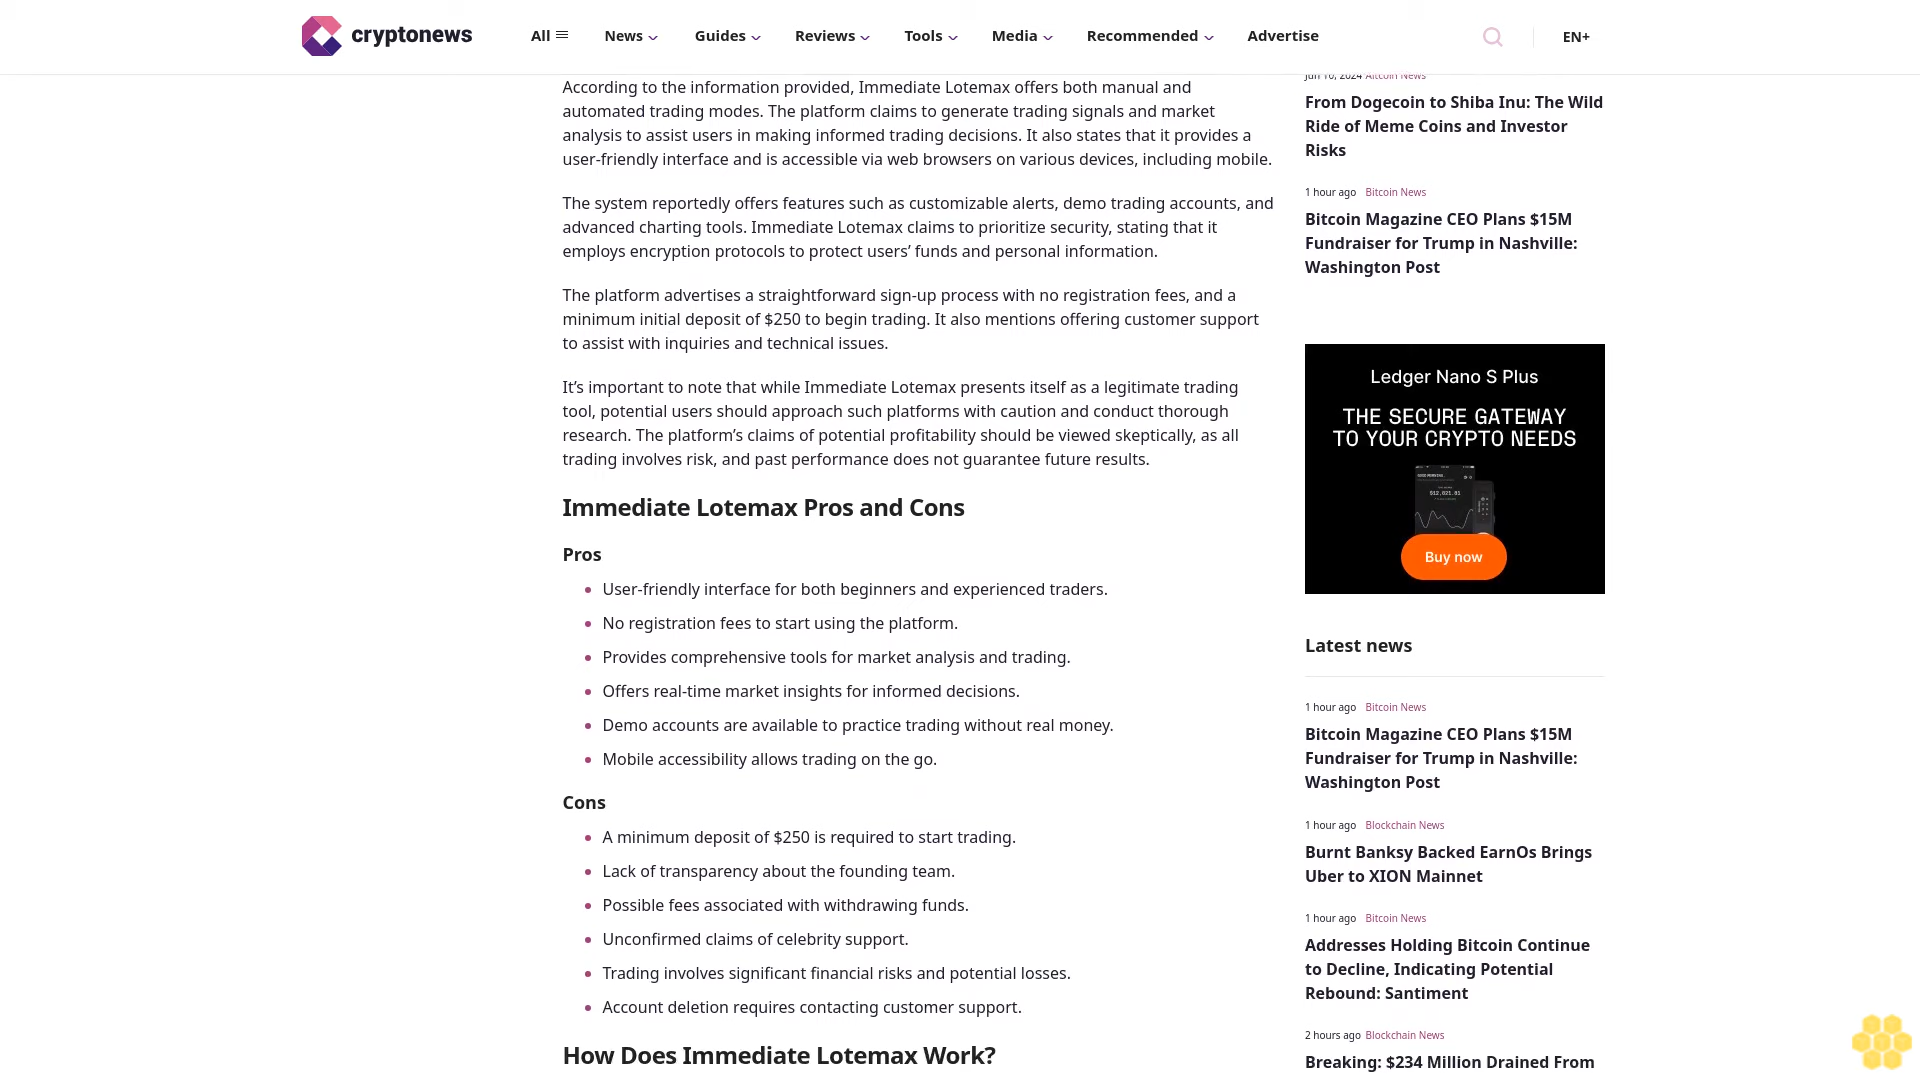 cryptonews
All
News
Guides
Reviews
Tools
Media
Recommended
Advertise
EN+
According to the information provided, Immediate Lotemax offers both manual and
automated trading modes. The platform claims to generate trading signals and market
analysis to assist users in making informed trading decisions. It also states that it provides a
user-friendly interface and is accessible via web browsers on various devices, including mobile.
The system reportedly offers features such as customizable alerts, demo trading accounts, and
advanced charting tools. Immediate Lotemax claims to prioritize security, stating that it
employs encryption protocols to protect users’ funds and personal information.
The platform advertises a straightforward sign-up process with no registration fees, and a
minimum initial deposit of $250 to begin trading. It also mentions offering customer support
to assist with inquiries and technical issues.
It’s important to note that while Immediate Lotemax presents itself as a legitimate trading
tool, potential users should approach such platforms with caution and conduct thorough
research. The platform’s claims of potential profitability should be viewed skeptically, as all
trading involves risk, and past performance does not guarantee future results.
Immediate Lotemax Pros and Cons
Pros
User-friendly interface for both beginners and experienced traders.
No registration fees to start using the platform.
Provides comprehensive tools for market analysis and trading.
Offers real-time market insights for informed decisions.
Demo accounts are available to practice trading without real money.
Mobile accessibility allows trading on the go.
Cons
A minimum deposit of $250 is required to start trading.
Lack of transparency about the founding team.
Possible fees associated with withdrawing funds.
Unconfirmed claims of celebrity support.
Trading involves significant financial risks and potential losses.
Account deletion requires contacting customer support.
How Does Immediate Lotemax Work?
Jun 10, 2024 Altcoin News
From Dogecoin to Shiba Inu: The Wild
Ride of Meme Coins and Investor
Risks
1 hour ago Bitcoin News
Bitcoin Magazine CEO Plans $15M
Fundraiser for Trump in Nashville:
Washington Post
Ledger Nano S Plus
THE SECURE GATEWAY
TO YOUR CRYPTO NEEDS
$12,821.81
Buy now
Latest news
1 hour ago Bitcoin News
Bitcoin Magazine CEO Plans $15M
Fundraiser for Trump in Nashville:
Washington Post
1 hour ago Blockchain News
Burnt Banksy Backed EarnOs Brings
Uber to XION Mainnet
1 hour ago Bitcoin News
Addresses Holding Bitcoin Continue
to Decline, Indicating Potential
Rebound: Santiment
2 hours ago Blockchain News
Breaking: $234 Million Drained From